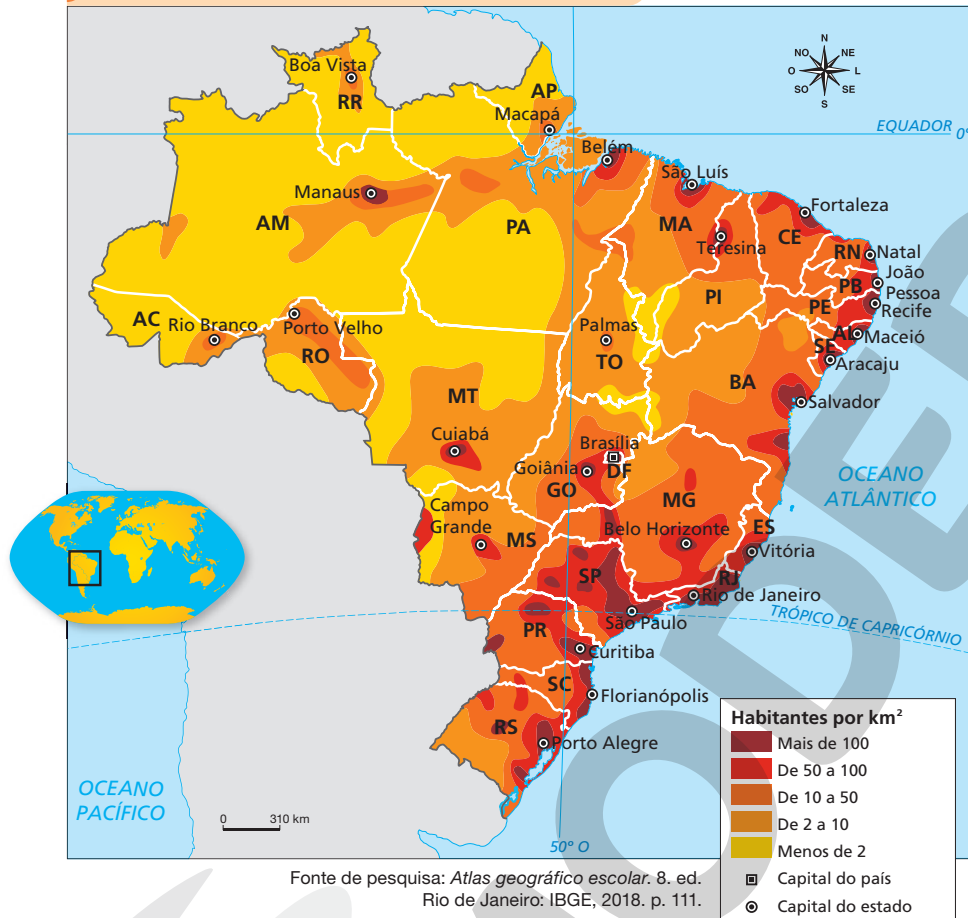 N
NO NE
O L
SO SE
S
Boa Vista
RR
AP
Macapá
EQUADOR 0°
Belém
São Luís
Fortaleza
Manaus
AM
PA
MA
Teresina
CE
RN
Natal
João
Pessoa
PB
PI
PE
Recife
AC
Rio Branco
Porto Velho
RO
Palmas
TO
AL
Maceió
SE
Aracaju
BA
MT
Salvador
Cuiabá
Brasília
DF
Goiânia
GO
OCEANO
ATLÂNTICO
MG
Campo
Grande
MS
Belo Horizonte
ES
Vitória
SP
RJ
Rio de Janeiro
São Paulo
TRÓPICO DE CAPRICÓRNIO
PR
Curitiba
SC
Florianópolis
RS
Porto Alegre
OCEANO
PACÍFICO
0 310 km
50° O
Habitantes por km²
Mais de 100
De 50 a 100
De 10 a 50
De 2 a 10
Menos de 2
Capital do país
Capital do estado
Fonte de pesquisa: Atlas geográfico escolar. 8. ed.
Rio de Janeiro: IBGE, 2018. p. 111.